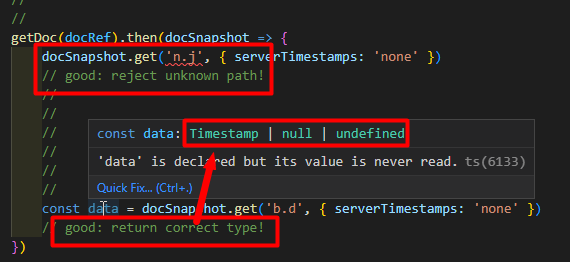 //
//
getDoc(docRef).then(docSnapshot => {
docSnapshot.get('n.j', { serverTimestamps: 'none' })
// good: reject unknown path!
//
//
//
const data: Timestamp | null | undefined
//
'data' is declared but its value is never read. ts(6133)
//
Quick Fix... (Ctrl+.)
//
const data = docSnapshot.get('b.d', { serverTimestamps: 'none' })
// good: return correct type!
})